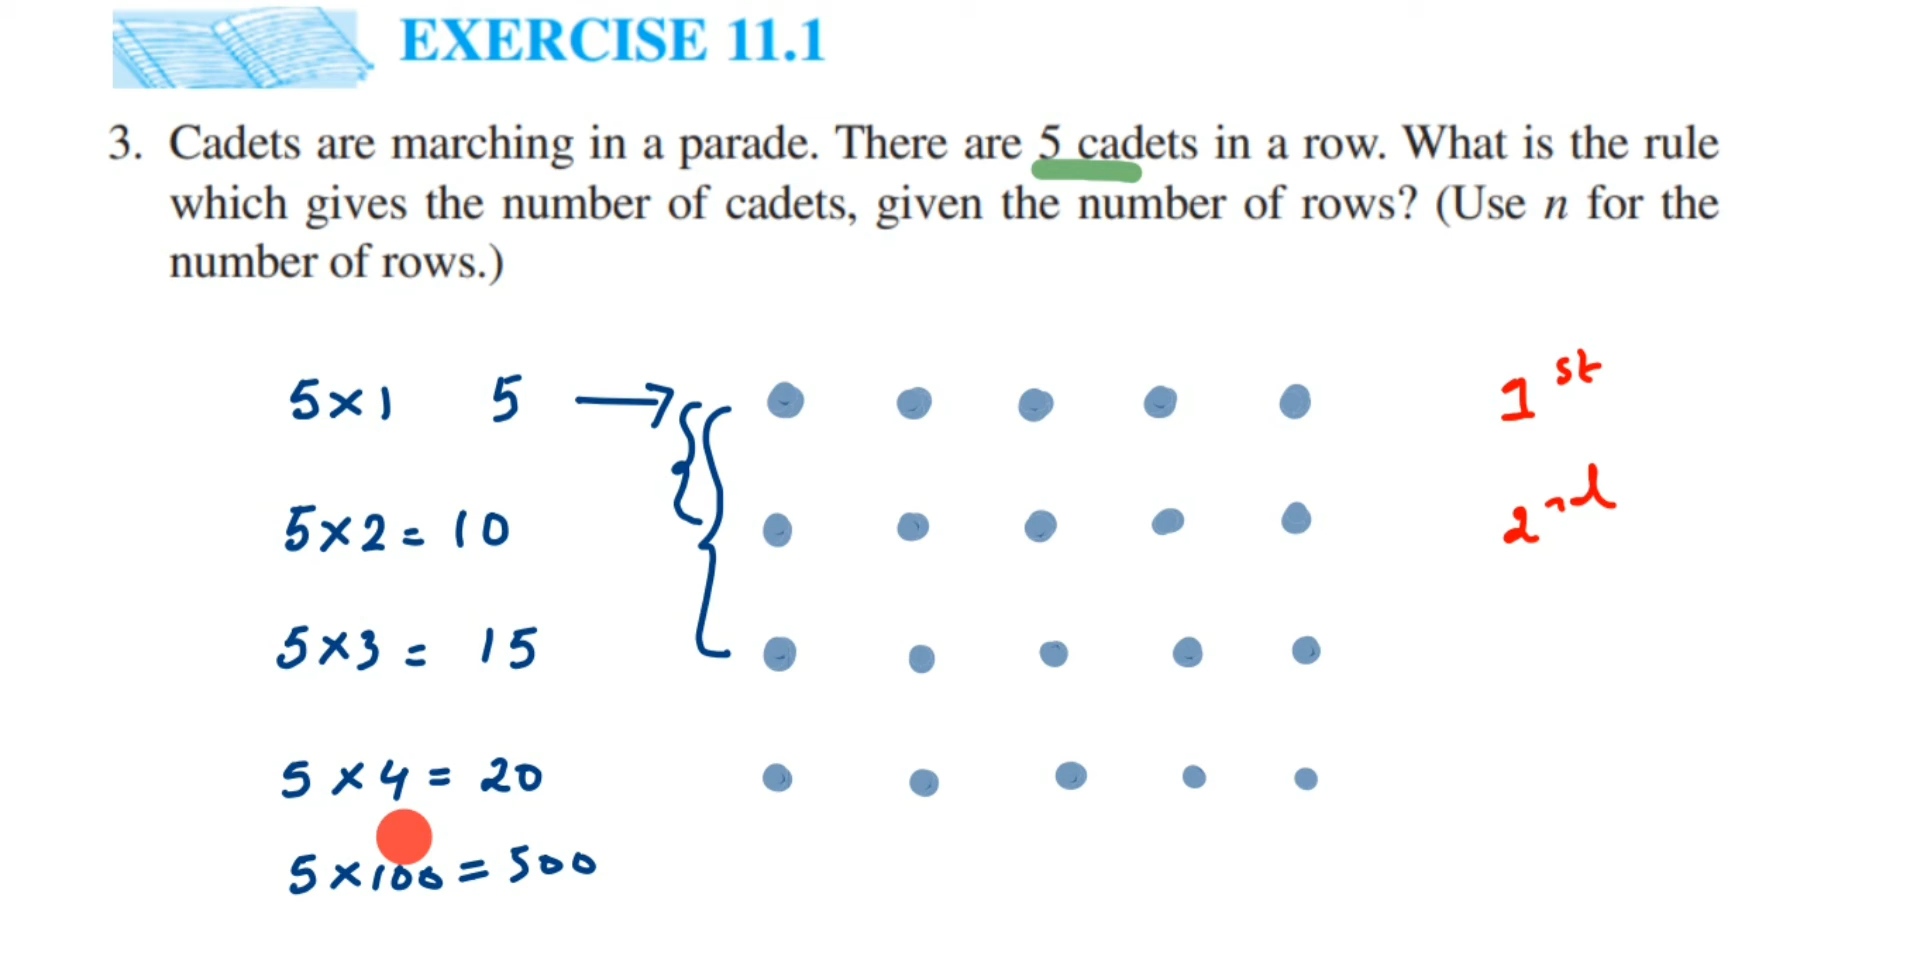 EXERCISE 11.1
3. Cadets are marching in a parade. There are 5 cadets in a row. What is the rule
which gives the number of cadets, given the number of rows? (Use n for the
number of rows.)
5×1 5 → 1st
5×2 = 10 2nd
5×3 = 15
5×4 = 20
5×100 = 500